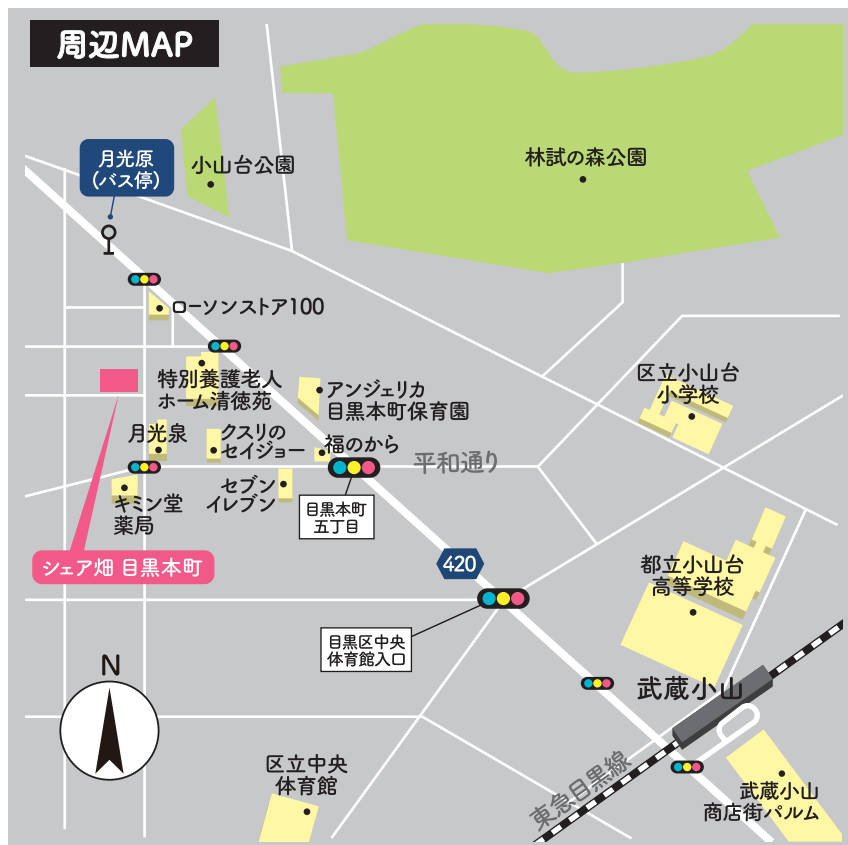 周辺MAP
月光原
（バス停）
小山台公園
林試の森公園
ローソンストア100
特別養護老人
ホーム清徳苑
アンジェリカ
目黒本町保育園
区立小山台
小学校
月光泉
クスリの
セイジョー
福のから
平和通り
キミン堂
薬局
セブン
イレブン
目黒本町
五丁目
シェア畑 目黒本町
420
都立小山台
高等学校
目黒区中央
体育館入口
N
武蔵小山
区立中央
体育館
東急目黒線
武蔵小山
商店街パルム